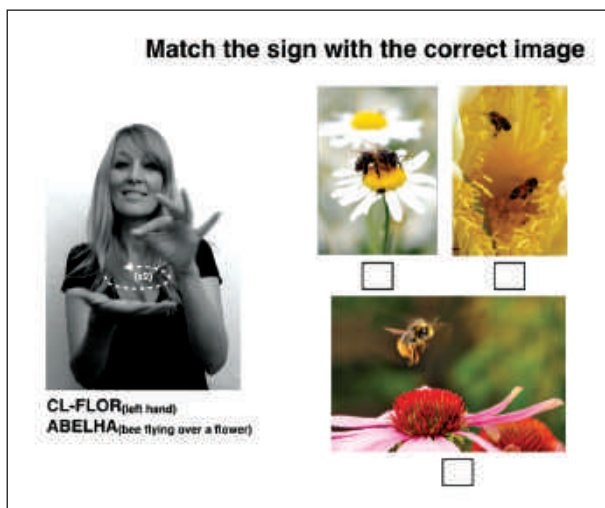 Match the sign with the correct image
(x2)
CL-FLOR(left hand)
ABELHA(bee flying over a flower)